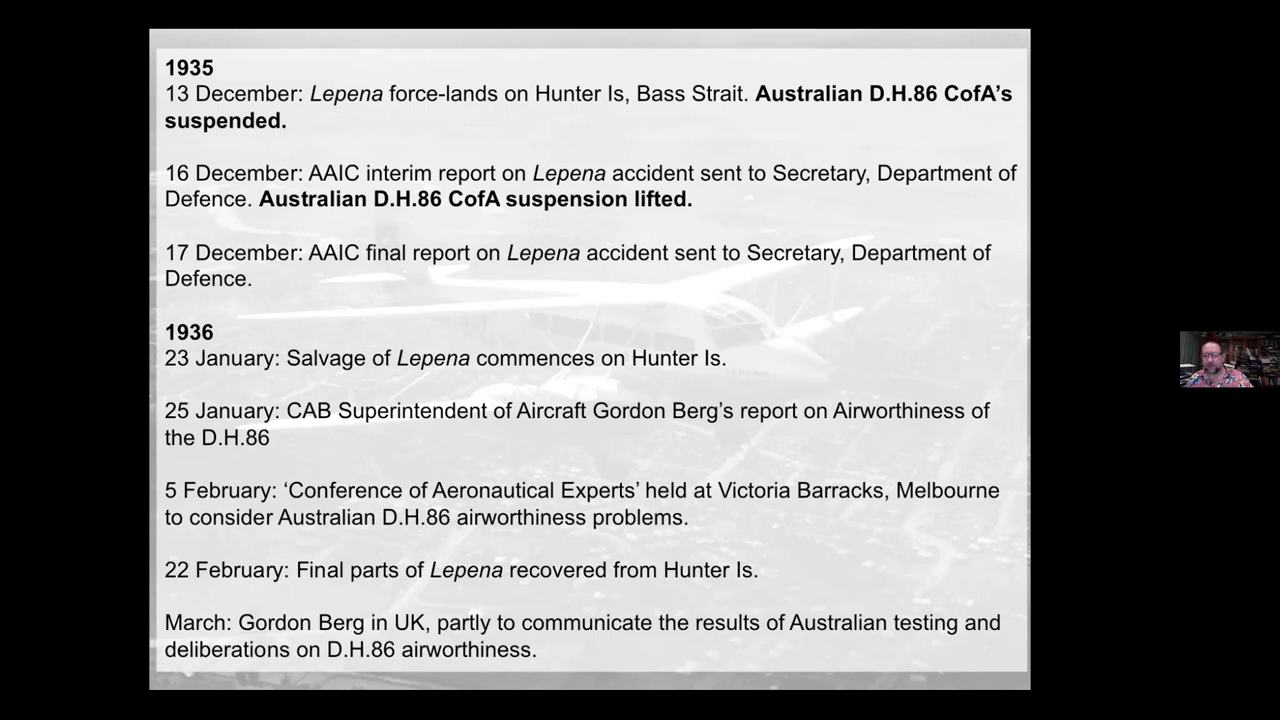 1935
13 December: Lepena force-lands on Hunter Is, Bass Strait. Australian D.H.86 CofA’s
suspended.
16 December: AAIC interim report on Lepena accident sent to Secretary, Department of
Defence. Australian D.H.86 CofA suspension lifted.
17 December: AAIC final report on Lepena accident sent to Secretary, Department of
Defence.
1936
23 January: Salvage of Lepena commences on Hunter Is.
25 January: CAB Superintendent of Aircraft Gordon Berg’s report on Airworthiness of
the D.H.86
5 February: ‘Conference of Aeronautical Experts’ held at Victoria Barracks, Melbourne
to consider Australian D.H.86 airworthiness problems.
22 February: Final parts of Lepena recovered from Hunter Is.
March: Gordon Berg in UK, partly to communicate the results of Australian testing and
deliberations on D.H.86 airworthiness.